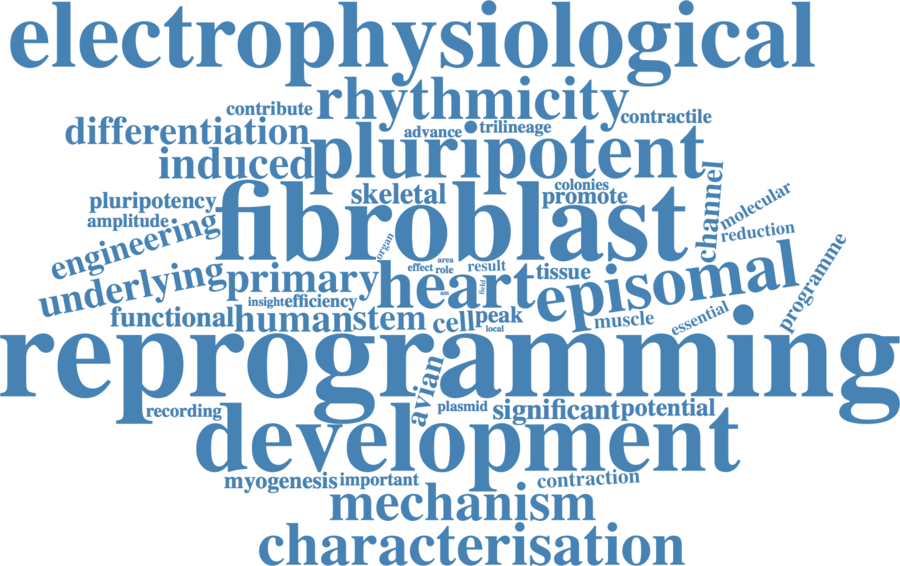 electrophysiological
contribute rhythmicity contractile
differentiation advance trilineage
induced pluripotent
pluripotency skeletal colonies promote channel molecular
amplitude fibroblast reduction
engineering organ
underlying primary effect area role result tissue
heart episomal programme
insight efficiency ant field
functional human stem cell peak local muscle essential
reprogramming
recording avian plasmid significant potential
development
myogenesis important contraction
mechanism
characterisation